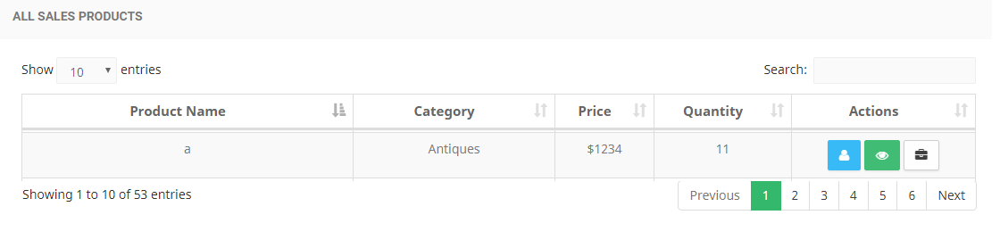 ALL SALES PRODUCTS
Show 10 entries Search:
Product Name Category Price Quantity Actions
a Antiques $1234 11
Showing 1 to 10 of 53 entries Previous 1 2 3 4 5 6 Next